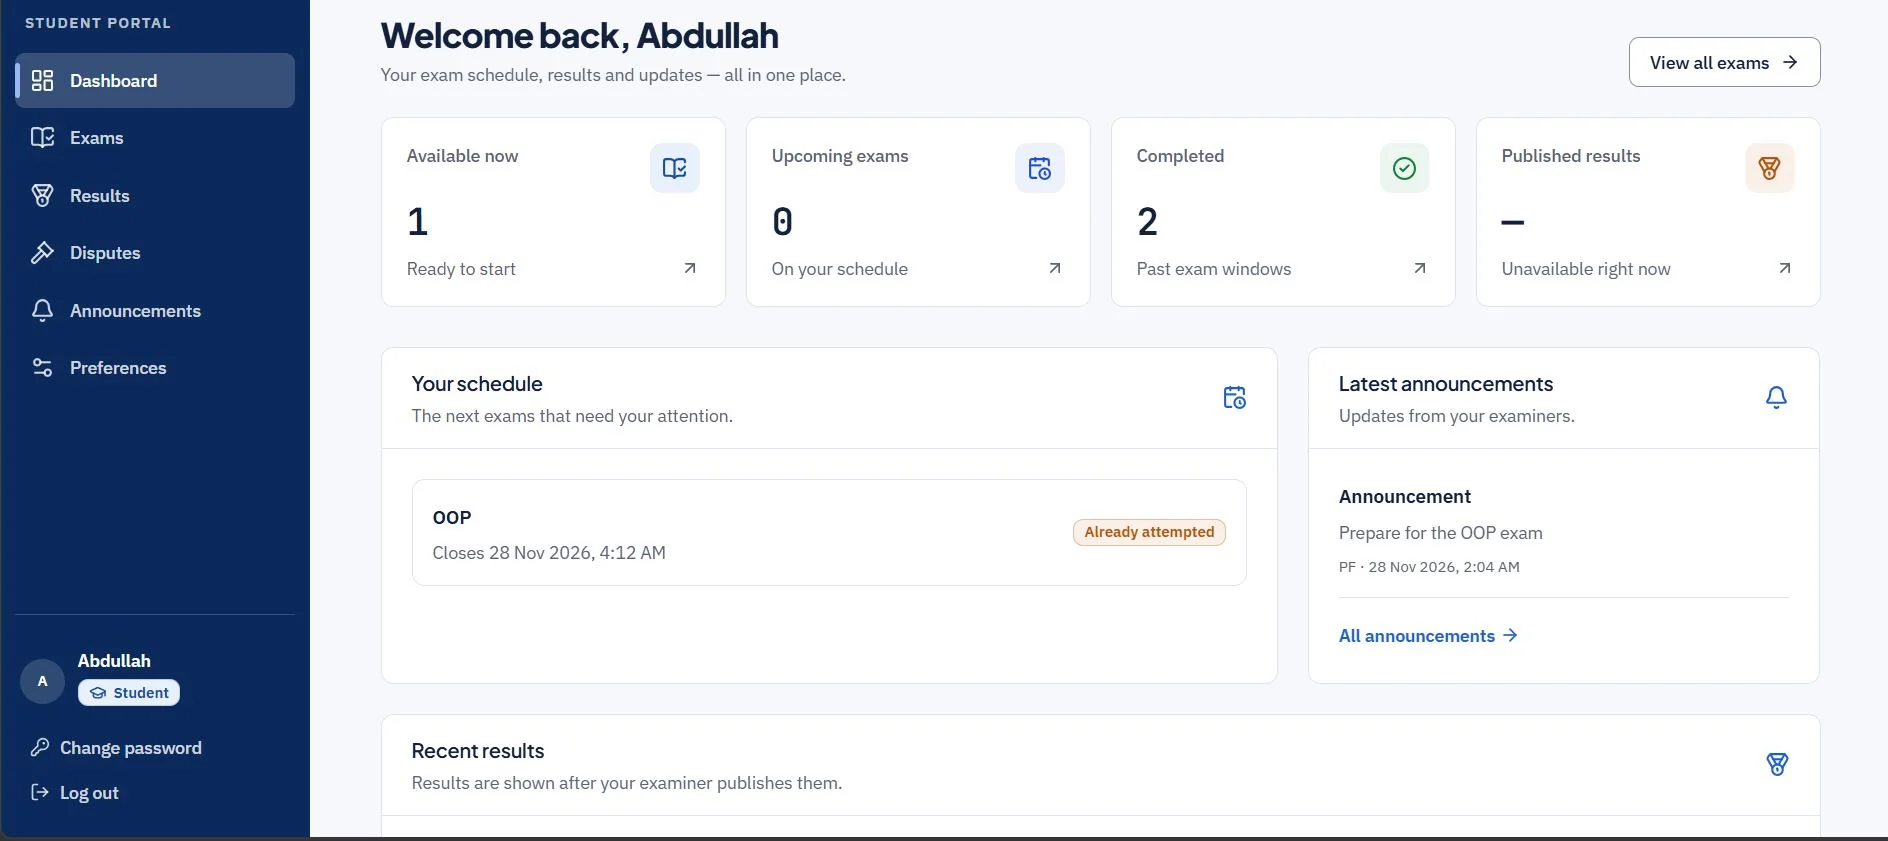 STUDENT PORTAL
Dashboard
Exams
Results
Disputes
Announcements
Preferences
A
Abdullah
Student
Change password
Log out
Welcome back, Abdullah
Your exam schedule, results and updates — all in one place.
View all exams
Available now
1
Ready to start
Upcoming exams
0
On your schedule
Completed
2
Past exam windows
Published results
—
Unavailable right now
Your schedule
The next exams that need your attention.
OOP
Closes 28 Nov 2026, 4:12 AM
Already attempted
Latest announcements
Updates from your examiners.
Announcement
Prepare for the OOP exam
PF · 28 Nov 2026, 2:04 AM
All announcements
Recent results
Results are shown after your examiner publishes them.